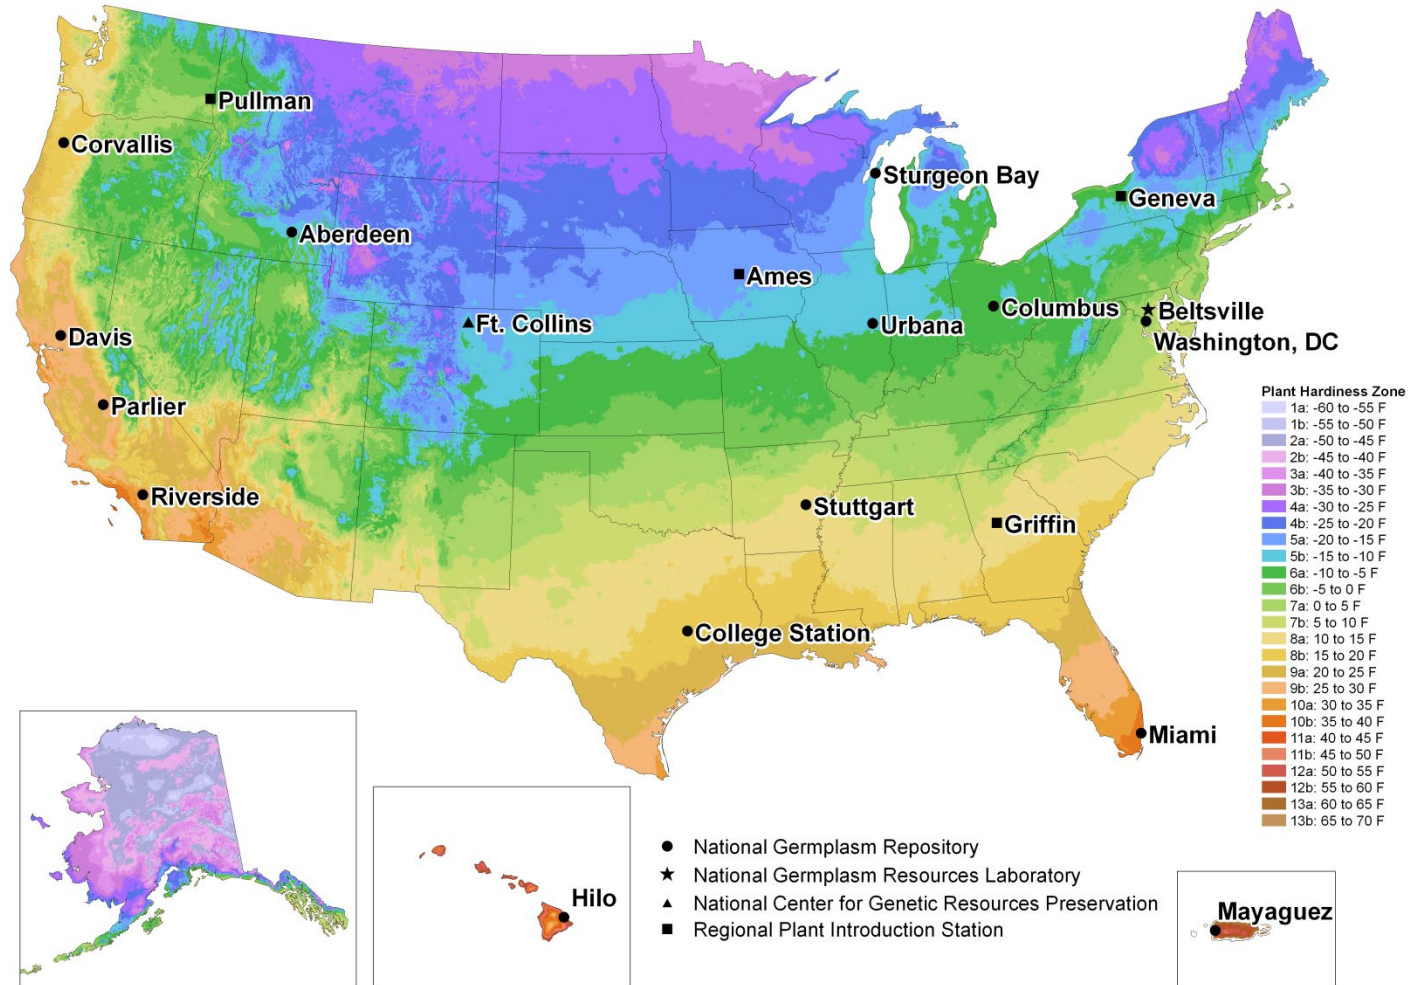 Pullman
Corvallis
Sturgeon Bay
Geneva
Aberdeen
Ames
Columbus
Beltsville
Ft. Collins
Urbana
Davis
Washington, DC
Parlier
Riverside
Stuttgart
Griffin
College Station
Miami
Plant Hardiness Zone
1a: -60 to -55 F
1b: -55 to -50 F
2a: -50 to -45 F
2b: -45 to -40 F
3a: -40 to -35 F
3b: -35 to -30 F
4a: -30 to -25 F
4b: -25 to -20 F
5a: -20 to -15 F
5b: -15 to -10 F
6a: -10 to -5 F
6b: -5 to 0 F
7a: 0 to 5 F
7b: 5 to 10 F
8a: 10 to 15 F
8b: 15 to 20 F
9a: 20 to 25 F
9b: 25 to 30 F
10a: 30 to 35 F
10b: 35 to 40 F
11a: 40 to 45 F
11b: 45 to 50 F
12a: 50 to 55 F
12b: 55 to 60 F
13a: 60 to 65 F
13b: 65 to 70 F
Hilo
National Germplasm Repository
National Germplasm Resources Laboratory
National Center for Genetic Resources Preservation
Regional Plant Introduction Station
Mayaguez